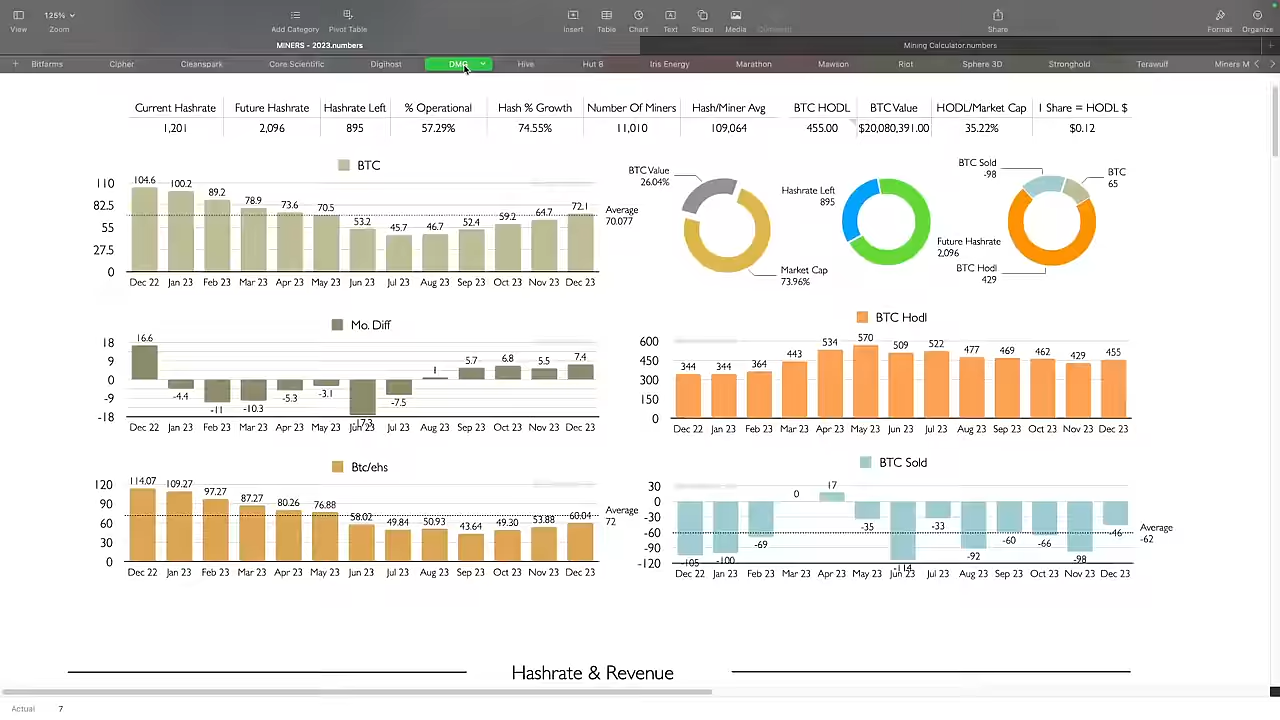 125%
View
Zoom
Add Category
Pivot Table
Insert
Table
Chart
Text
Shape
Media
Comment
Share
Format
Organize
MINERS - 2023.numbers
Mining Calculator.numbers
Bitfarms
Cipher
Cleanspark
Core Scientific
Digihost
DMG
Hive
Hut 8
Iris Energy
Marathon
Mawson
Riot
Sphere 3D
Stronghold
Terawulf
Miners M
Current Hashrate Future Hashrate Hashrate Left % Operational Hash % Growth Number Of Miners Hash/Miner Avg BTC HODL BTC Value HODL/Market Cap 1 Share = HODL $
1,201 2,096 895 57.29% 74.55% 11,010 109,064 455.00 $20,080,391.00 35.22% $0.12
BTC
110
82.5
55
27.5
0
104.6 100.2 89.2 78.9 73.6 70.5 53.2 45.7 46.7 52.4 59.2 64.7 72.1
Average
70.077
Dec 22 Jan 23 Feb 23 Mar 23 Apr 23 May 23 Jun 23 Jul 23 Aug 23 Sep 23 Oct 23 Nov 23 Dec 23
BTC Value
26.04%
Market Cap
73.96%
Hashrate Left
895
Future Hashrate
2,096
BTC Sold
-98
BTC
65
BTC Hodl
429
Mo. Diff
18
9
0
-9
-18
16.6 -4.4 -11 -10.3 -5.3 -3.1 -17.3 -7.5 1 5.7 6.8 5.5 7.4
Dec 22 Jan 23 Feb 23 Mar 23 Apr 23 May 23 Jun 23 Jul 23 Aug 23 Sep 23 Oct 23 Nov 23 Dec 23
BTC Hodl
600
450
300
150
0
344 344 364 443 534 570 509 522 477 469 462 429 455
Dec 22 Jan 23 Feb 23 Mar 23 Apr 23 May 23 Jun 23 Jul 23 Aug 23 Sep 23 Oct 23 Nov 23 Dec 23
Btc/ehs
120
90
60
30
0
114.07 109.27 97.27 87.27 80.26 76.88 58.02 49.84 50.93 43.64 49.30 53.88 60.04
Average
72
Dec 22 Jan 23 Feb 23 Mar 23 Apr 23 May 23 Jun 23 Jul 23 Aug 23 Sep 23 Oct 23 Nov 23 Dec 23
BTC Sold
30
0
-30
-60
-90
-120
-105 -100 -69 0 17 -35 -114 -33 -92 -60 -66 -98 -46
Average
-62
Dec 22 Jan 23 Feb 23 Mar 23 Apr 23 May 23 Jun 23 Jul 23 Aug 23 Sep 23 Oct 23 Nov 23 Dec 23
Hashrate & Revenue
Actual 7